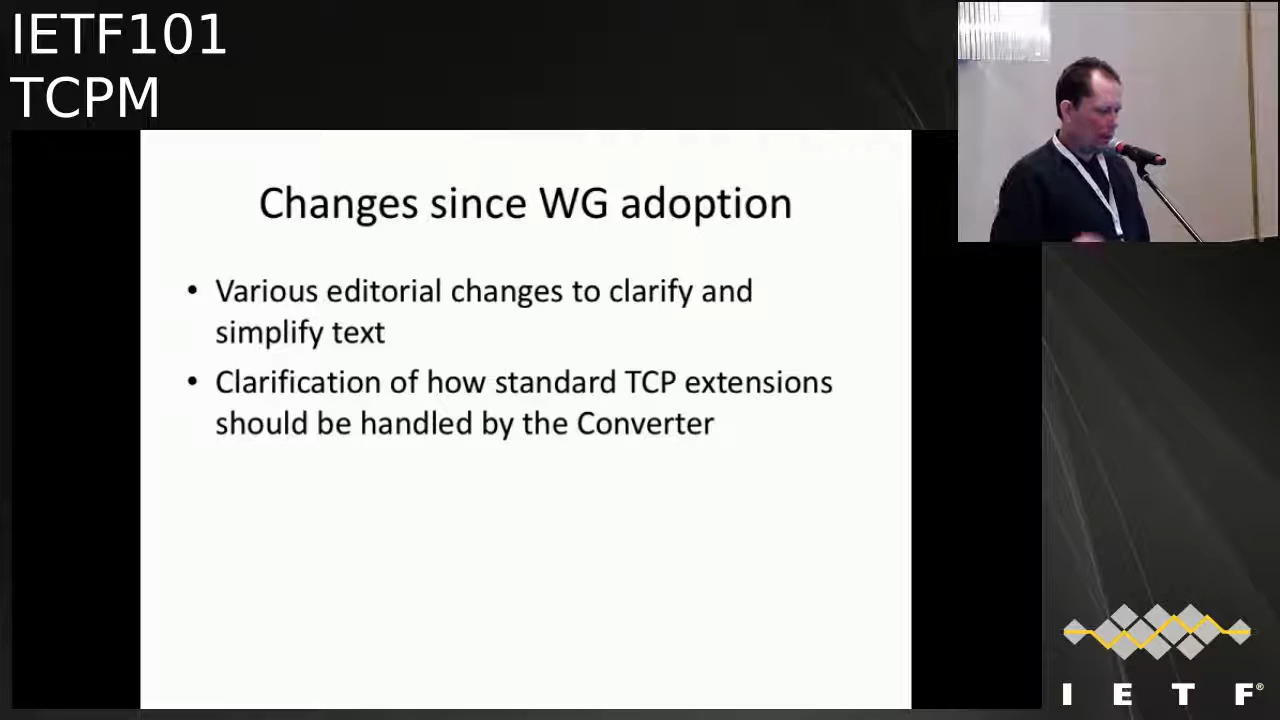 IETF101
TCPM
Changes since WG adoption
• Various editorial changes to clarify and
simplify text
• Clarification of how standard TCP extensions
should be handled by the Converter
I E T F®